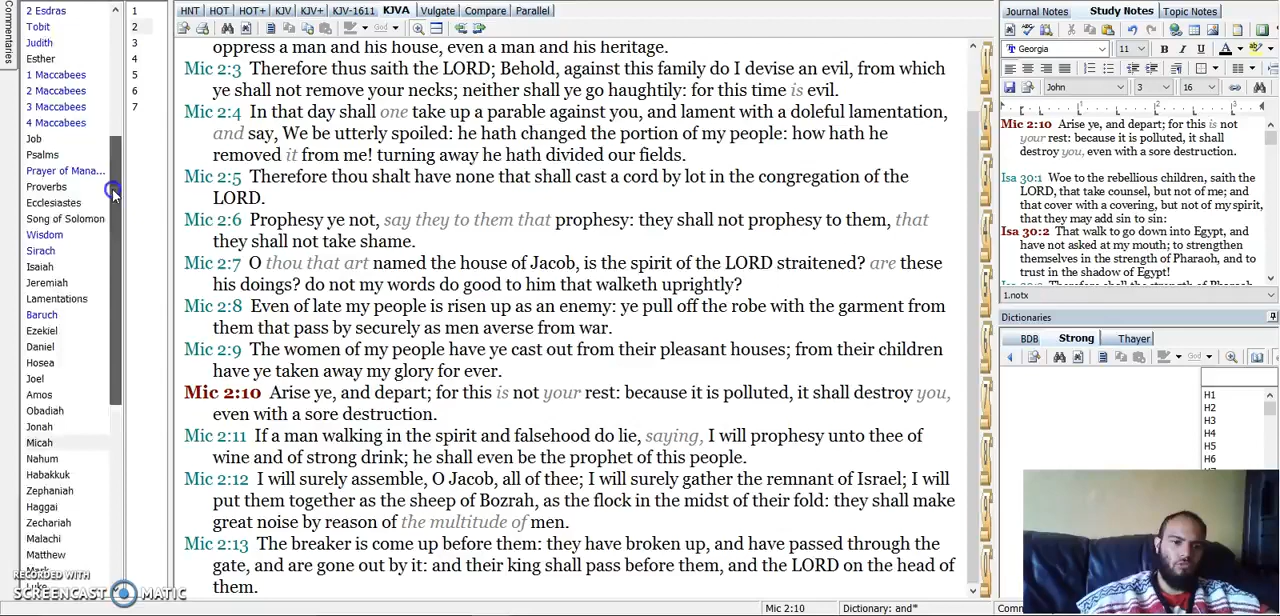 Commentaries
2 Esdras
Tobit
Judith
Esther
1 Maccabees
2 Maccabees
3 Maccabees
4 Maccabees
Job
Psalms
Prayer of Mana...
Proverbs
Ecclesiastes
Song of Solomon
Wisdom
Sirach
Isaiah
Jeremiah
Lamentations
Baruch
Ezekiel
Daniel
Hosea
Joel
Amos
Obadiah
Jonah
Micah
Nahum
Habakkuk
Zephaniah
Haggai
Zechariah
Malachi
Matthew
Mark
Luke
RECORDED WITH
SCREENCAST MATIC
1
2
3
4
5
6
7
HNT HOT HOT+ KJV KJV+ KJV-1611 KJVA Vulgate Compare Parallel
God
oppress a man and his house, even a man and his heritage.
Mic 2:3 Therefore thus saith the LORD; Behold, against this family do I devise an evil, from which
ye shall not remove your necks; neither shall ye go haughtily: for this time is evil.
Mic 2:4 In that day shall one take up a parable against you, and lament with a doleful lamentation,
and say, We be utterly spoiled: he hath changed the portion of my people: how hath he
removed it from me! turning away he hath divided our fields.
Mic 2:5 Therefore thou shalt have none that shall cast a cord by lot in the congregation of the
LORD.
Mic 2:6 Prophesy ye not, say they to them that prophesy: they shall not prophesy to them, that
they shall not take shame.
Mic 2:7 O thou that art named the house of Jacob, is the spirit of the LORD straitened? are these
his doings? do not my words do good to him that walketh uprightly?
Mic 2:8 Even of late my people is risen up as an enemy: ye pull off the robe with the garment from
them that pass by securely as men averse from war.
Mic 2:9 The women of my people have ye cast out from their pleasant houses; from their children
have ye taken away my glory for ever.
Mic 2:10 Arise ye, and depart; for this is not your rest: because it is polluted, it shall destroy you,
even with a sore destruction.
Mic 2:11 If a man walking in the spirit and falsehood do lie, saying, I will prophesy unto thee of
wine and of strong drink; he shall even be the prophet of this people.
Mic 2:12 I will surely assemble, O Jacob, all of thee; I will surely gather the remnant of Israel; I will
put them together as the sheep of Bozrah, as the flock in the midst of their fold: they shall make
great noise by reason of the multitude of men.
Mic 2:13 The breaker is come up before them: they have broken up, and have passed through the
gate, and are gone out by it: and their king shall pass before them, and the LORD on the head of
them.
Mic 2:10 Dictionary: and*
Journal Notes Study Notes Topic Notes
Georgia 11 B I U A
John 3 16
1 2 3
Mic 2:10 Arise ye, and depart; for this is not
your rest: because it is polluted, it shall
destroy you, even with a sore destruction.
Isa 30:1 Woe to the rebellious children, saith the
LORD, that take counsel, but not of me; and
that cover with a covering, but not of my spirit,
that they may add sin to sin:
Isa 30:2 That walk to go down into Egypt, and
have not asked at my mouth; to strengthen
themselves in the strength of Pharaoh, and to
trust in the shadow of Egypt!
1.notx
Dictionaries
BDB Strong Thayer
God
H1
H2
H3
H4
H5
H6